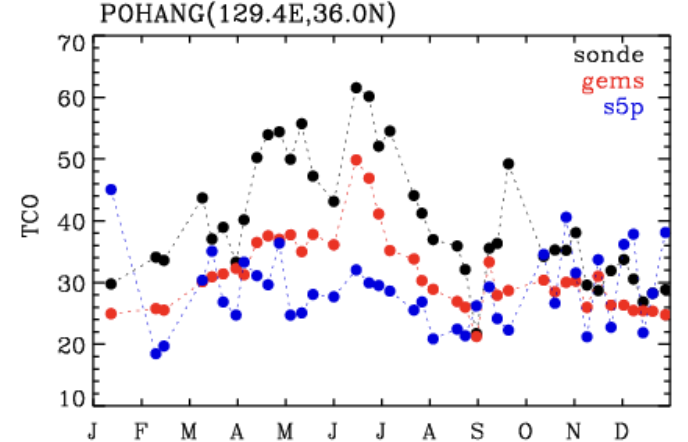 POHANG(129.4E,36.0N)
70
sonde
gems
s5p
60
50
TCO
40
30
20
10
J F M A M J J A S O N D